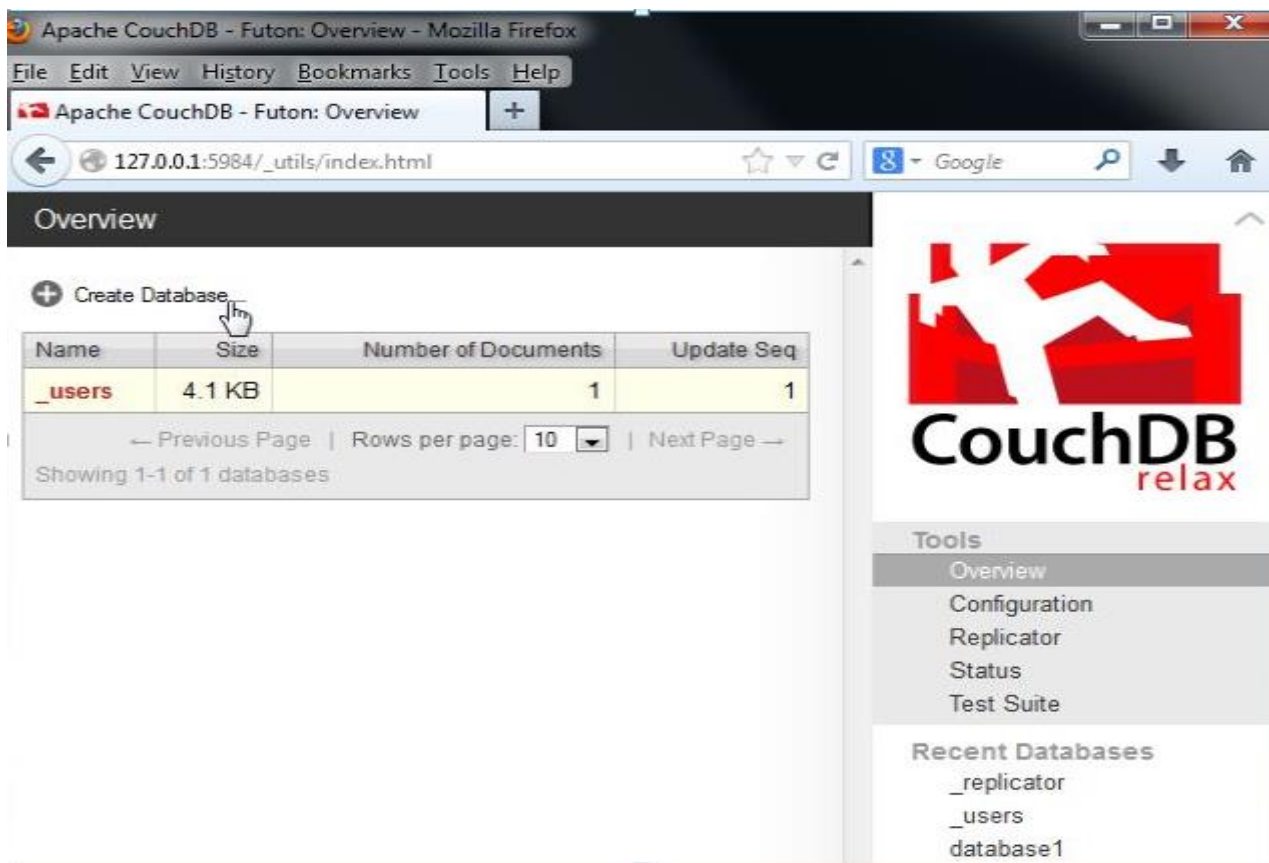 Apache CouchDB - Futon: Overview - Mozilla Firefox
File Edit View History Bookmarks Tools Help
Apache CouchDB - Futon: Overview +
127.0.0.1:5984/_utils/index.html
8 Google
Overview
Create Database...
Name Size Number of Documents Update Seq
_users 4.1 KB 1 1
← Previous Page | Rows per page: 10 | Next Page →
Showing 1-1 of 1 databases
CouchDB
relax
Tools
Overview
Configuration
Replicator
Status
Test Suite
Recent Databases
_replicator
_users
database1